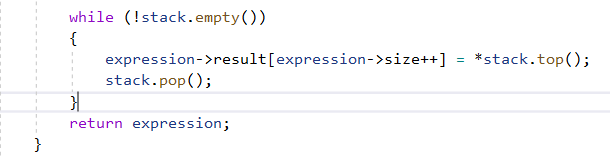 while (!stack.empty())
{
expression->result[expression->size++] = *stack.top();
stack.pop();
}
return expression;
}